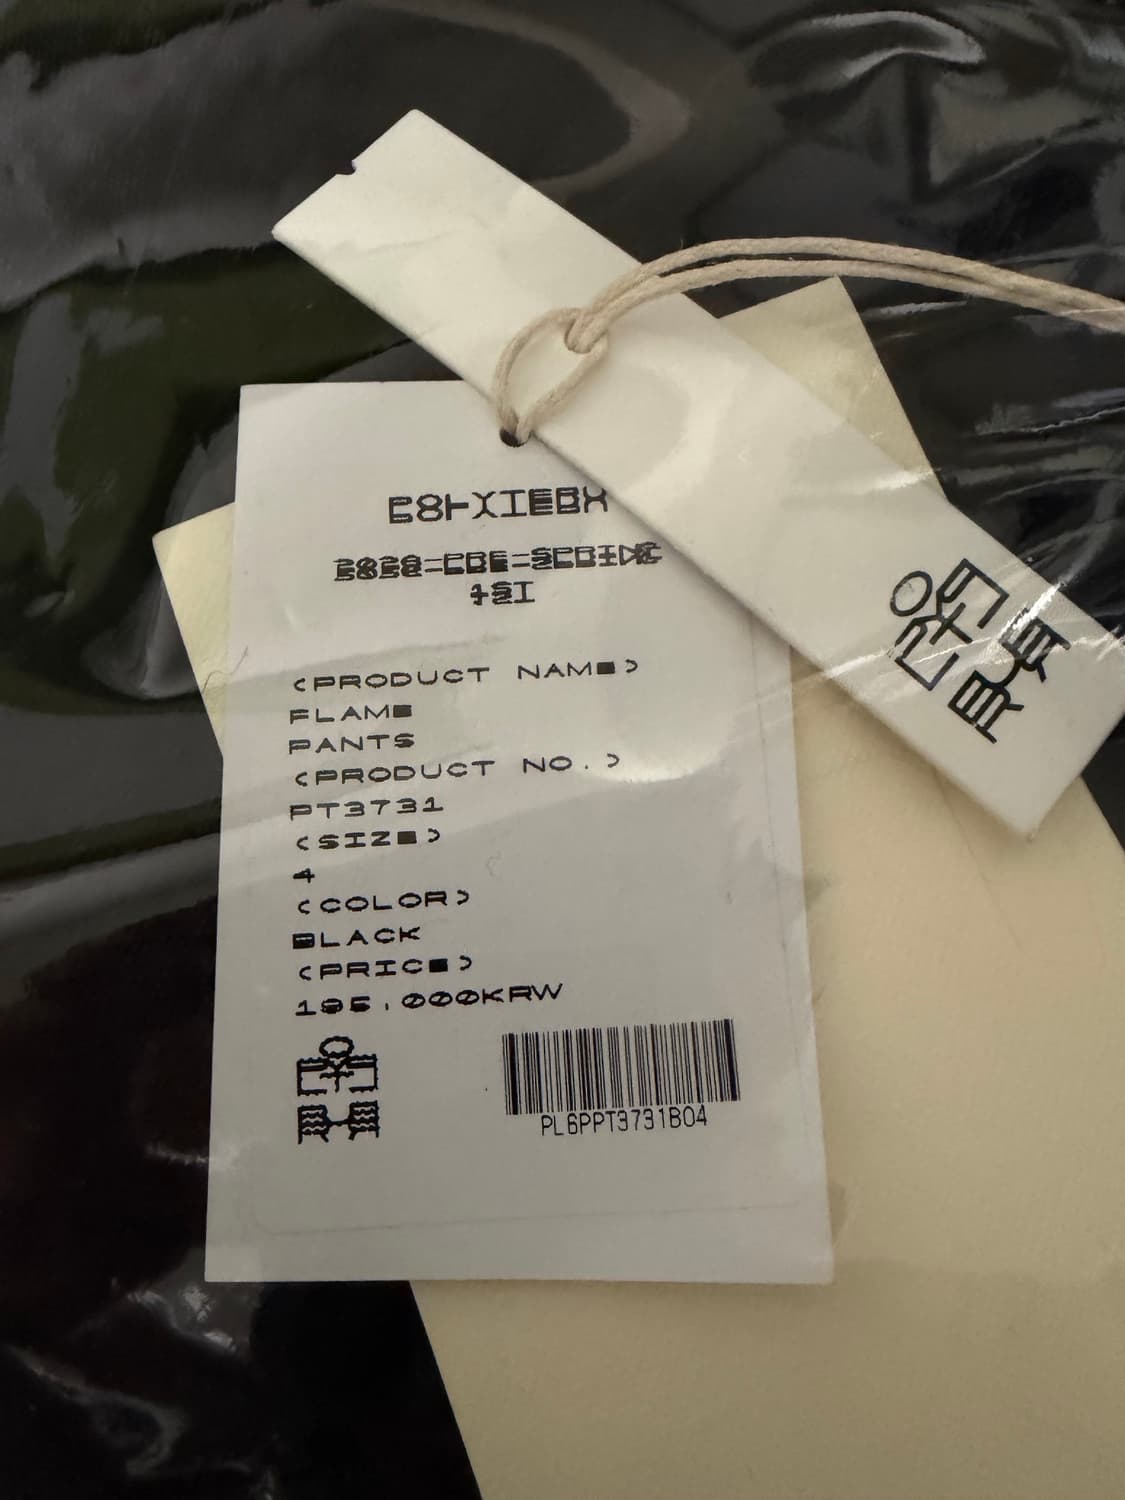 <PRODUCT NAME>
FLAME
PANTS
<PRODUCT NO.>
PT3731
<SIZE>
4
<COLOR>
BLACK
<PRICE>
195,000KRW
PL6PPT3731B04